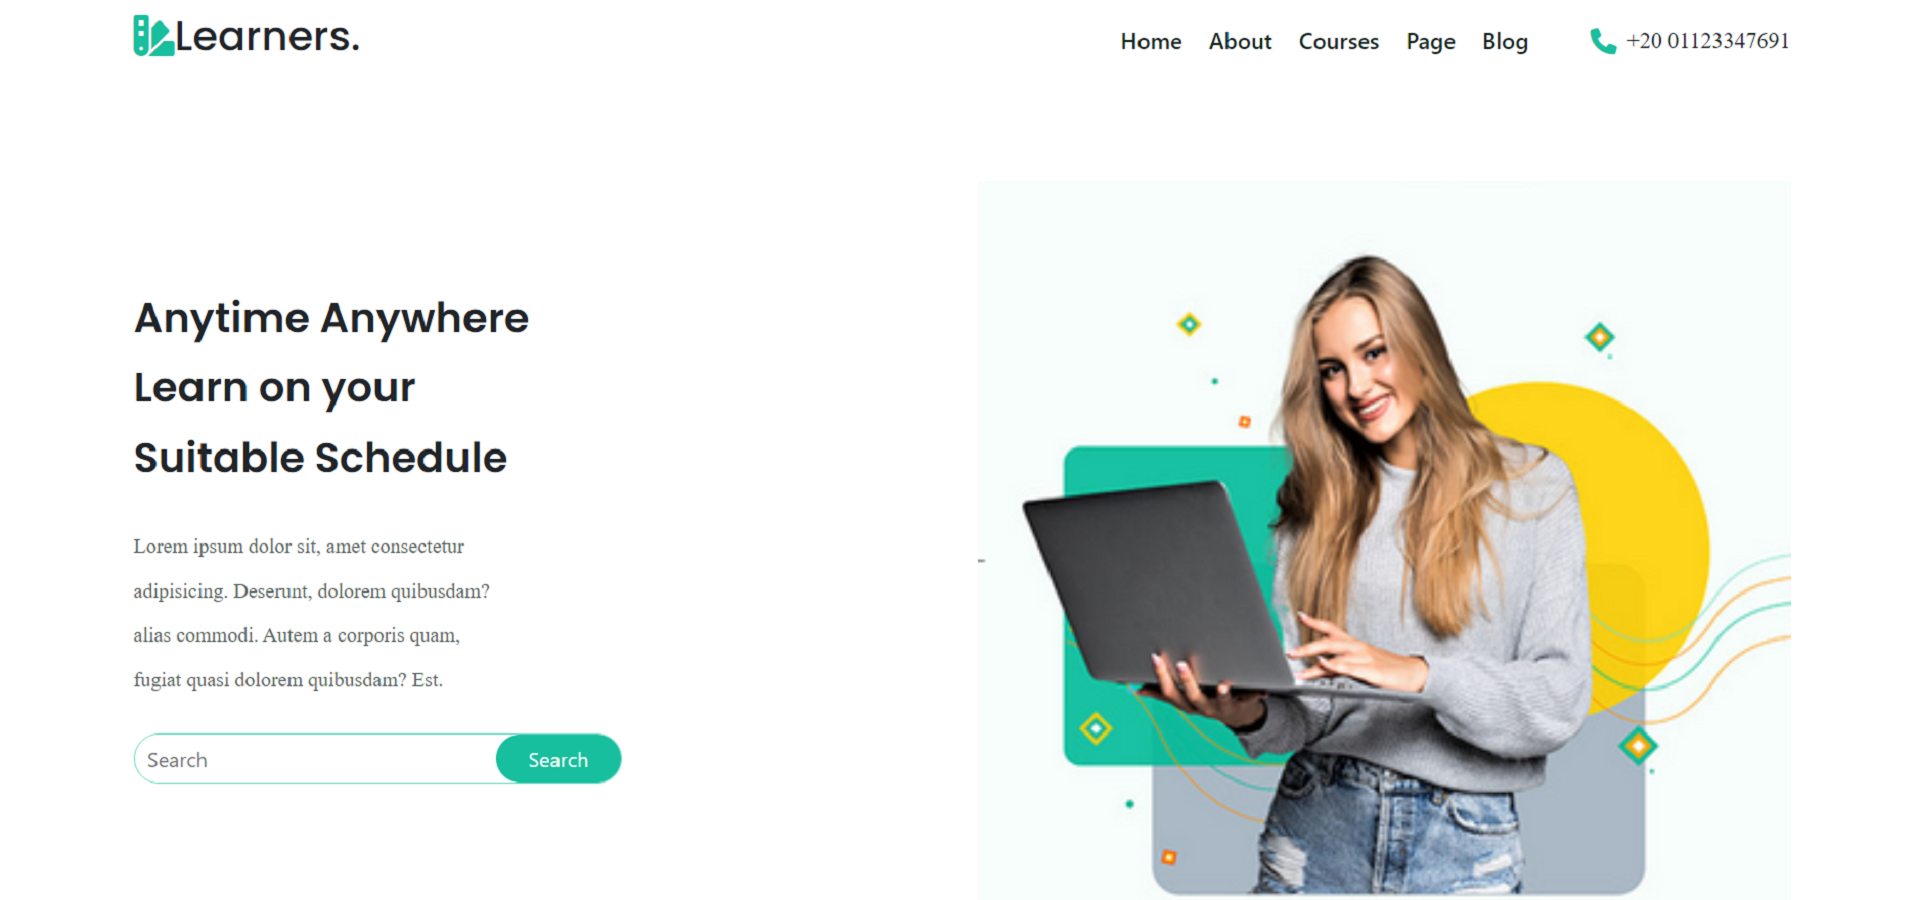 Learners.
Home About Courses Page Blog +20 01123347691
Anytime Anywhere
Learn on your
Suitable Schedule
Lorem ipsum dolor sit, amet consectetur
adipisicing. Deserunt, dolorem quibusdam?
alias commodi. Autem a corporis quam,
fugiat quasi dolorem quibusdam? Est.
Search Search